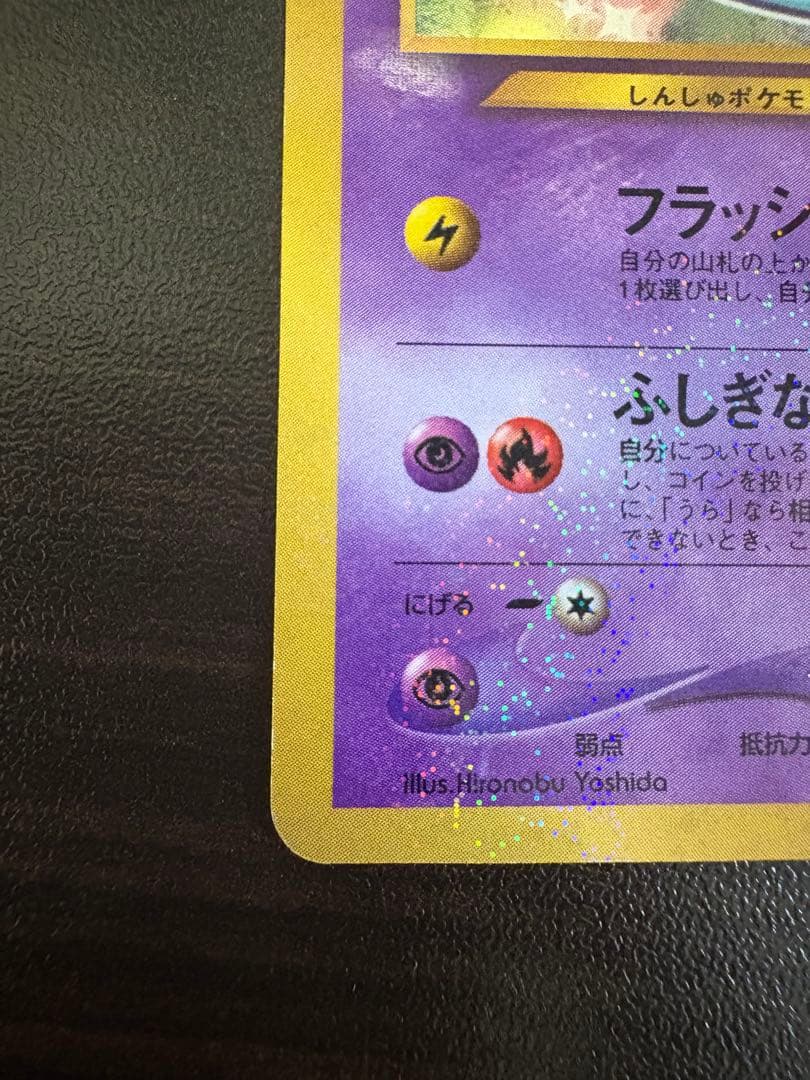 しんしゅポケモ
フラッシ
自分の山札の上か
1枚選び出し、自分
ふしぎな
自分についている
し、コインを投げ
に、「うら」なら相
できないとき、こ
にげる
弱点 抵抗力
illus.Hironobu Yoshida